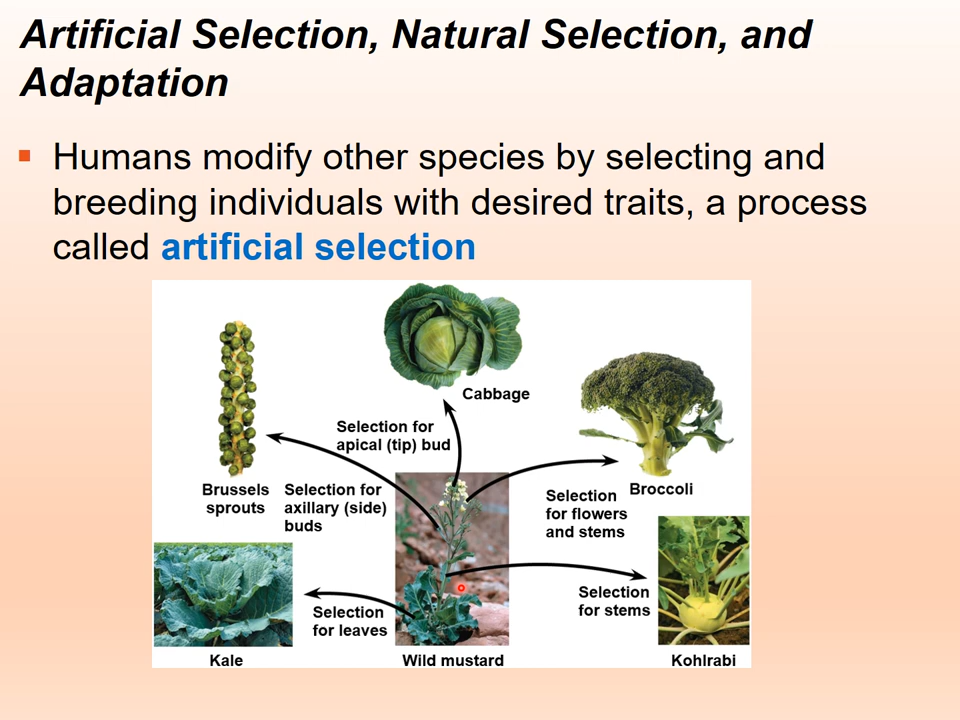 Artificial Selection, Natural Selection, and
Adaptation
Humans modify other species by selecting and
breeding individuals with desired traits, a process
called artificial selection
Cabbage
Selection for
apical (tip) bud
Brussels
sprouts
Selection for
axillary (side)
buds
Broccoli
Selection
for flowers
and stems
Selection
for leaves
Selection
for stems
Kale
Wild mustard
Kohlrabi